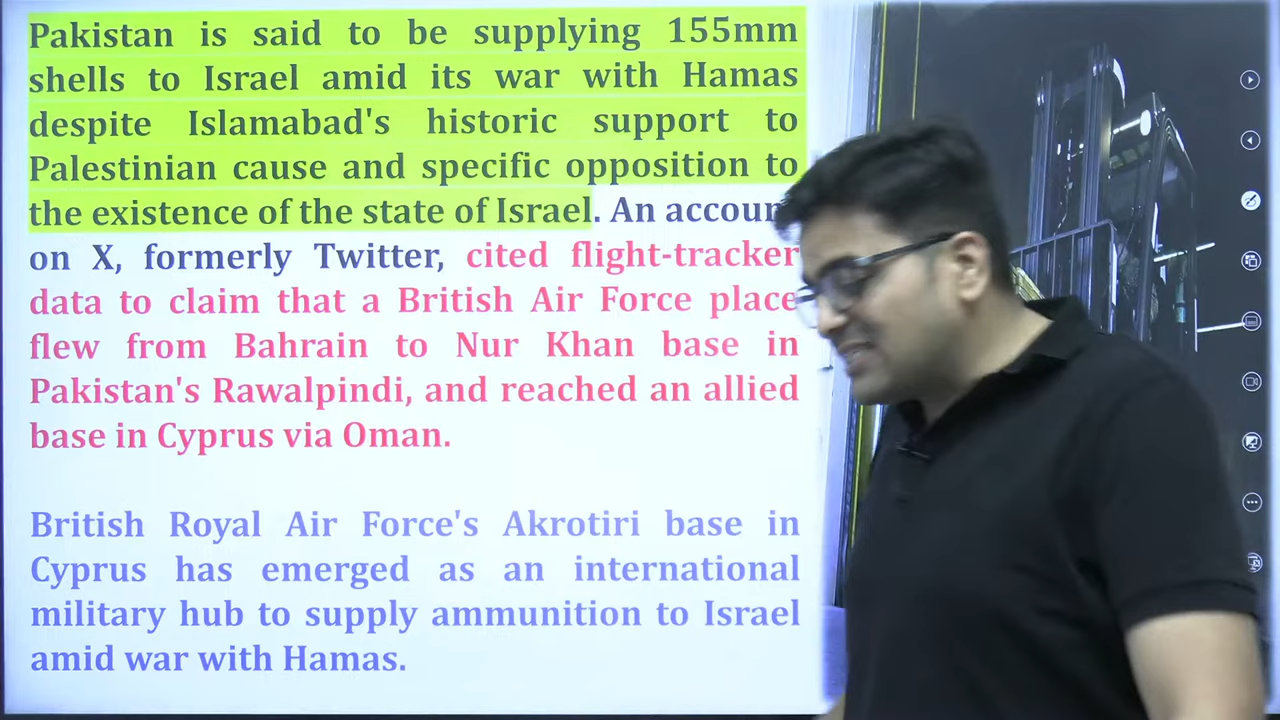 Pakistan is said to be supplying 155mm
shells to Israel amid its war with Hamas
despite Islamabad's historic support to
Palestinian cause and specific opposition to
the existence of the state of Israel. An accoun
on X, formerly Twitter, cited flight-tracker
data to claim that a British Air Force place
flew from Bahrain to Nur Khan base in
Pakistan's Rawalpindi, and reached an allied
base in Cyprus via Oman.
British Royal Air Force's Akrotiri base in
Cyprus has emerged as an international
military hub to supply ammunition to Israel
amid war with Hamas.